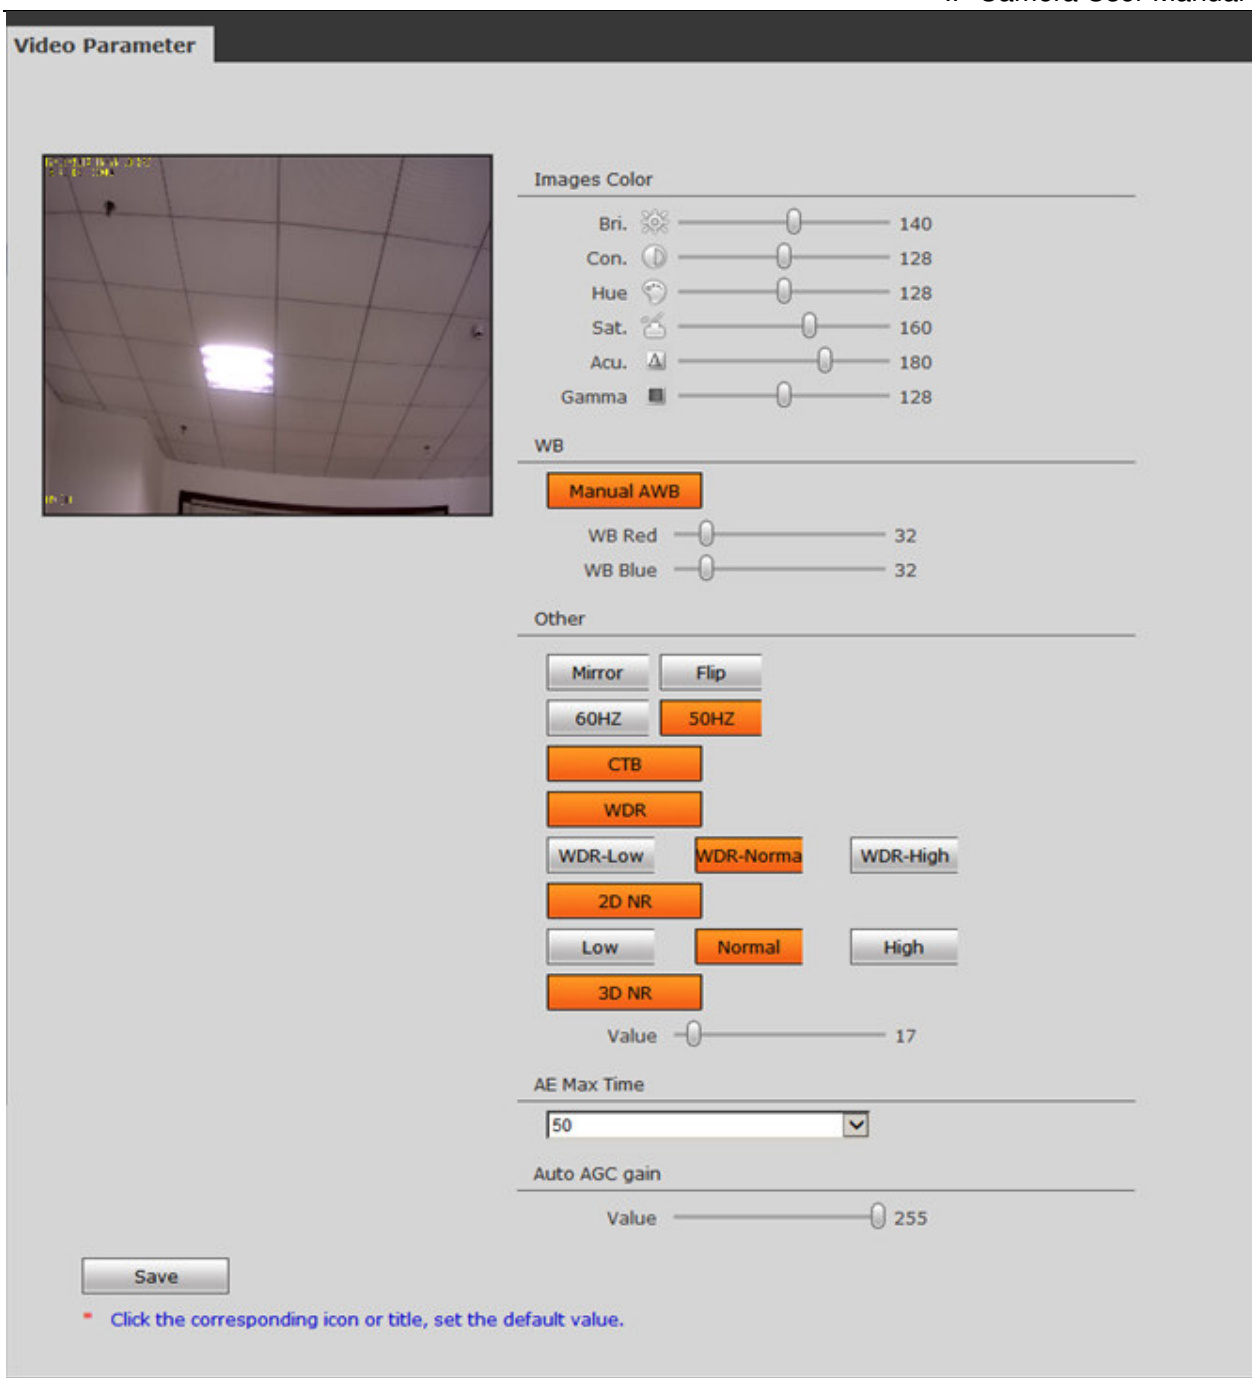 Camera User Manual
Video Parameter
Images Color
Bri. 140
Con. 128
Hue 128
Sat. 160
Acu. 180
Gamma 128
WB
Manual AWB
WB Red 32
WB Blue 32
Other
Mirror Flip
60HZ 50HZ
CTB
WDR
WDR-Low WDR-Norma WDR-High
2D NR
Low Normal High
3D NR
Value 17
AE Max Time
50
Auto AGC gain
Value 255
Save
* Click the corresponding icon or title, set the default value.